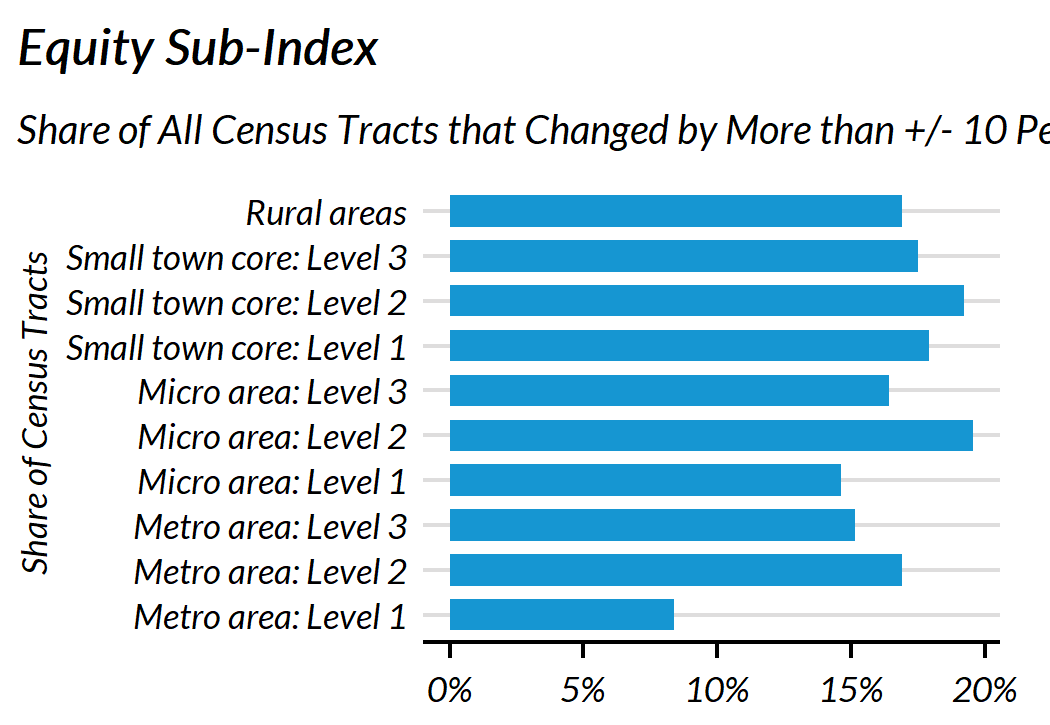 Equity Sub-Index
Share of All Census Tracts that Changed by More than +/- 10
Share of Census Tracts
Rural areas
Small town core: Level 3
Small town core: Level 2
Small town core: Level 1
Micro area: Level 3
Micro area: Level 2
Micro area: Level 1
Metro area: Level 3
Metro area: Level 2
Metro area: Level 1
0% 5% 10% 15% 20%